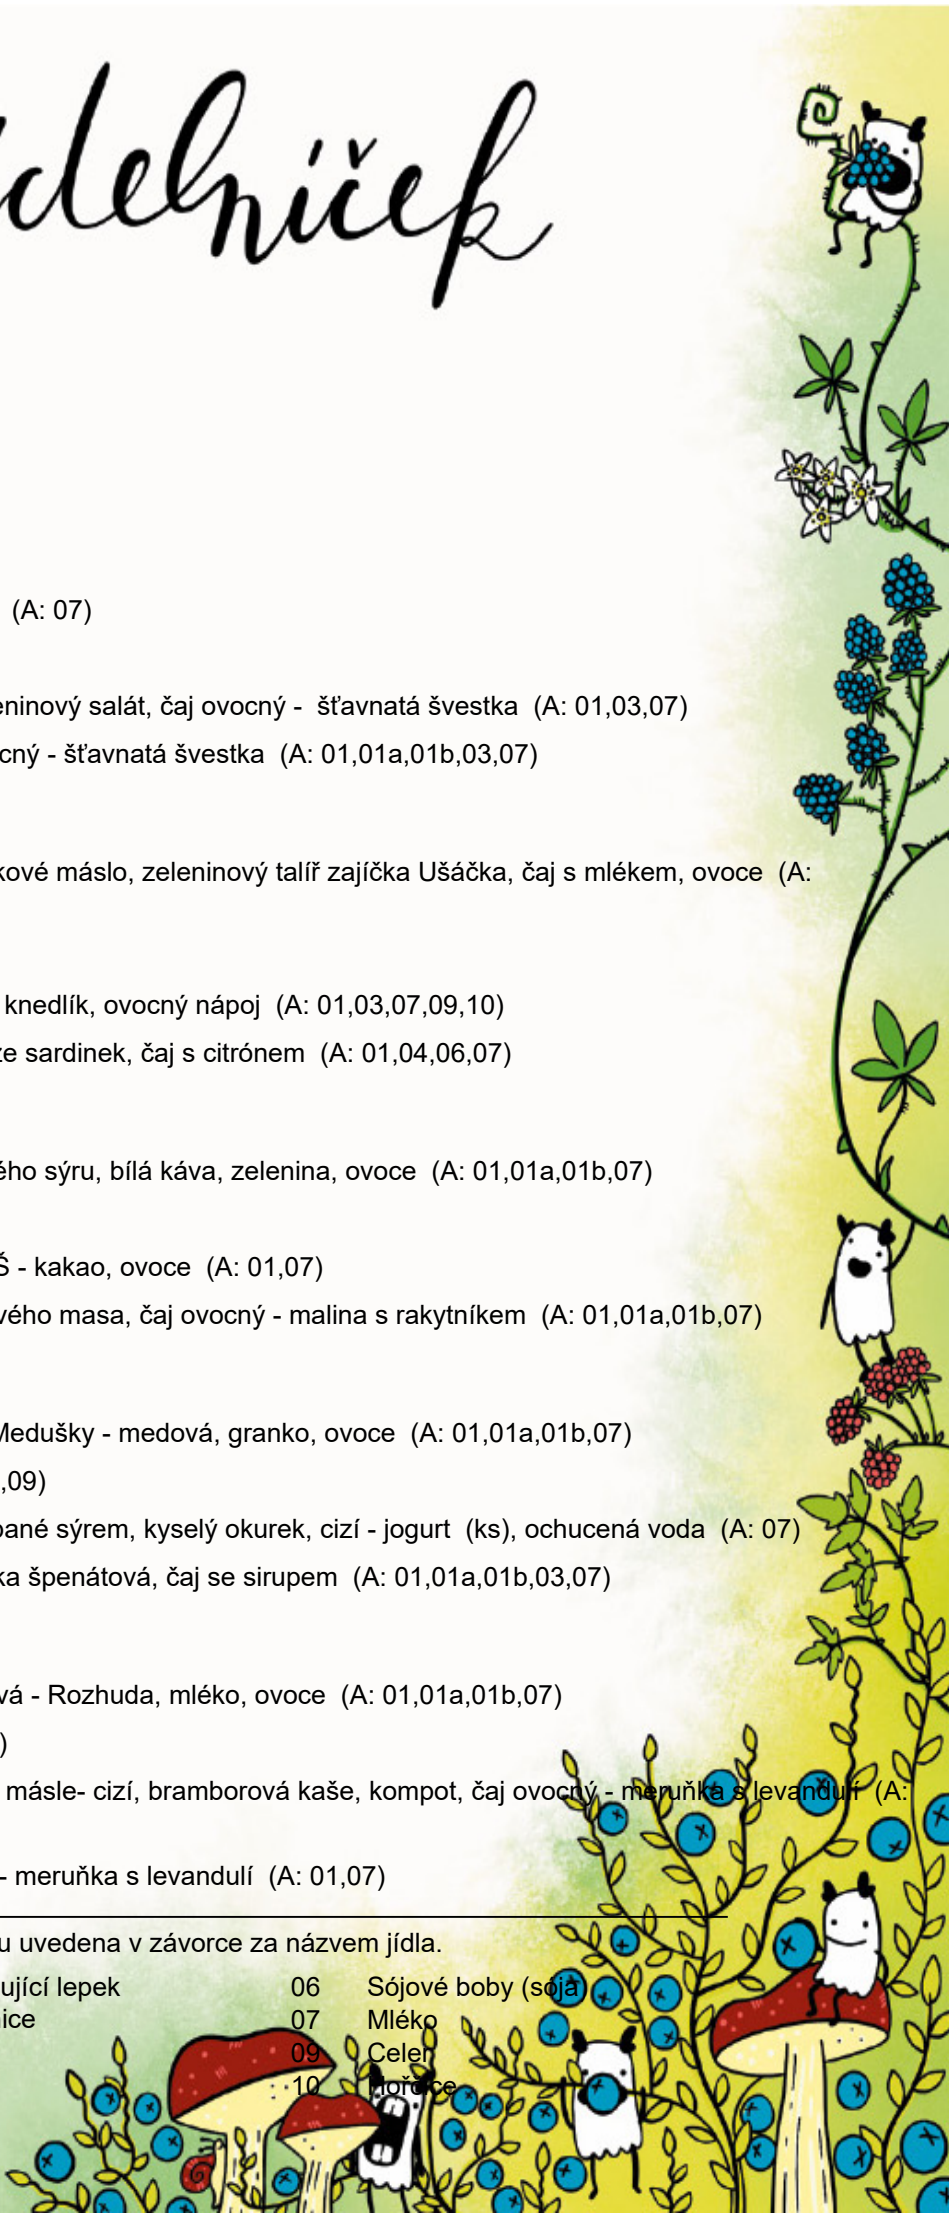 delníček
(A: 07)
eninový salát, čaj ovocný - šťavnatá švestka (A: 01,03,07)
cný - šťavnatá švestka (A: 01,01a,01b,03,07)
kové máslo, zeleninový talíř zajíčka Ušáčka, čaj s mlékem, ovoce (A:
knedlík, ovocný nápoj (A: 01,03,07,09,10)
ze sardinek, čaj s citrónem (A: 01,04,06,07)
ého sýru, bílá káva, zelenina, ovoce (A: 01,01a,01b,07)
Š - kakao, ovoce (A: 01,07)
vého masa, čaj ovocný - malina s rakytníkem (A: 01,01a,01b,07)
Medušky - medová, granko, ovoce (A: 01,01a,01b,07)
,09)
pané sýrem, kyselý okurek, cizí - jogurt (ks), ochucená voda (A: 07)
ka špenátová, čaj se sirupem (A: 01,01a,01b,03,07)
vá - Rozhuda, mléko, ovoce (A: 01,01a,01b,07)
)
másle- cizí, bramborová kaše, kompot, čaj ovocný - meruňka s levandulí (A:
- meruňka s levandulí (A: 01,07)
u uvedena v závorce za názvem jídla.
ující lepek 06 Sójové boby (sója)
nice 07 Mléko
09 Celer
10 Hořčice